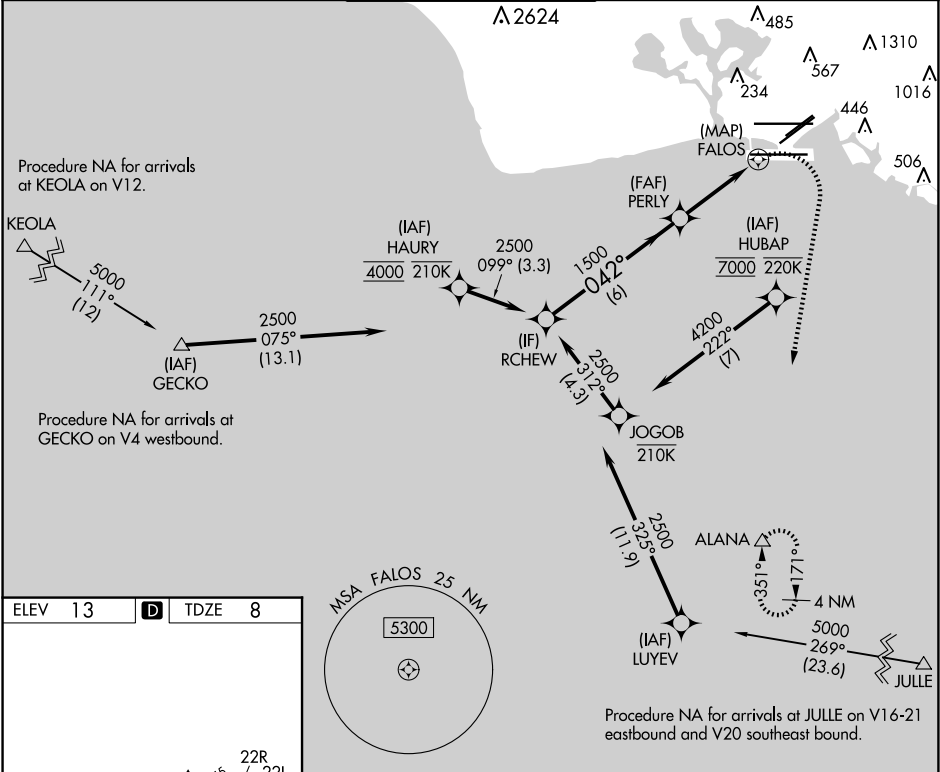 2624
485
1310
567
1016
234
446
506
(MAP)
FALOS
Procedure NA for arrivals
at KEOLA on V12.
KEOLA
5000
111°
(12)
(IAF)
GECKO
2500
075°
(13.1)
Procedure NA for arrivals at
GECKO on V4 westbound.
(IAF)
HAURY
4000 210K
2500
099° (3.3)
(FAF)
PERLY
1500
042°
(6)
(IF)
RCHEW
(IAF)
HUBAP
7000 220K
4200
222°
(7)
2500
312°
(4.3)
JOGOB
210K
2500
325°
(11.9)
(IAF)
LUYEV
ALANA
351°
171°
4 NM
5000
269°
(23.6)
JULLE
Procedure NA for arrivals at JULLE on V16-21
eastbound and V20 southeast bound.
MSA FALOS 25 NM
5300
ELEV 13 D TDZE 8
22R